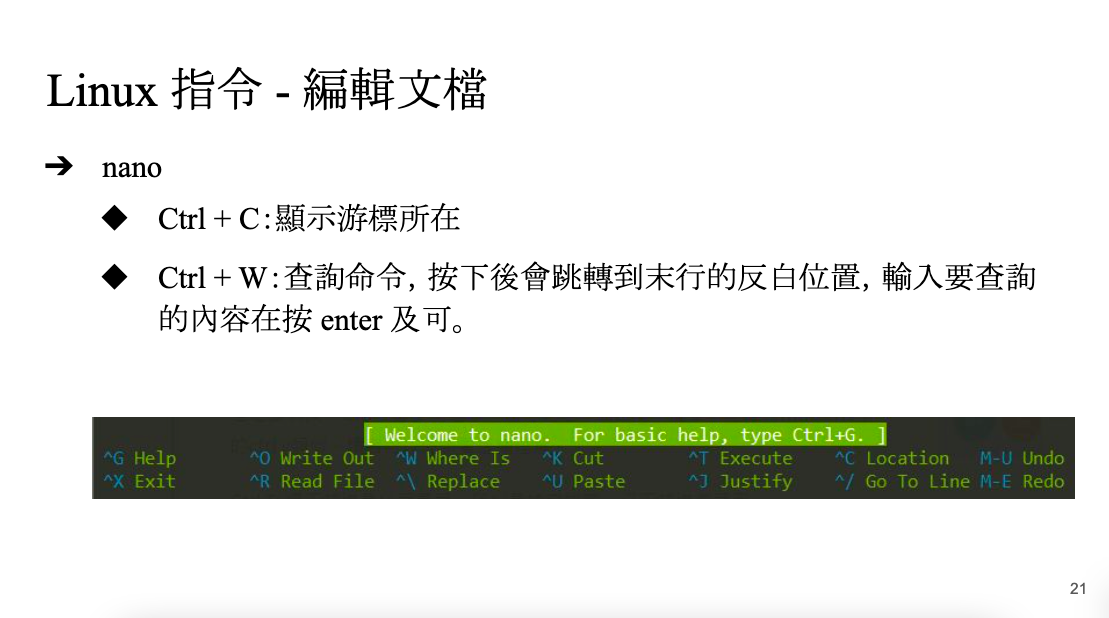 Linux 指令 - 編輯文檔
➔ nano
◆ Ctrl + C：顯示游標所在
◆ Ctrl + W：查詢命令，按下後會跳轉到末行的反白位置，輸入要查詢
的內容在按 enter 及可。
[ Welcome to nano.  For basic help, type Ctrl+G. ]
^G Help ^O Write Out ^W Where Is ^K Cut ^T Execute ^C Location M-U Undo
^X Exit ^R Read File ^\ Replace ^U Paste ^J Justify ^/ Go To Line M-E Redo
21